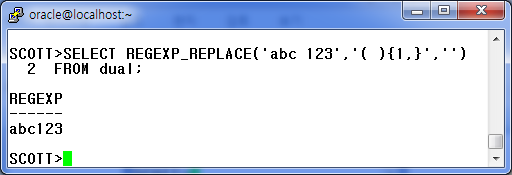 oracle@localhost:~
SCOTT>SELECT REGEXP_REPLACE('abc 123','( ){1,}','')
  2  FROM dual;
REGEXP
------
abc123
SCOTT>